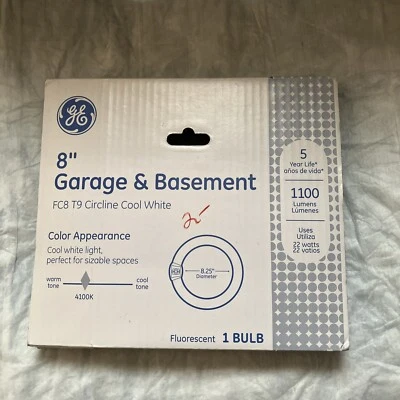 GE
8"
Garage & Basement
FC8 T9 Circline Cool White
Color Appearance
Cool white light,
perfect for sizable spaces
warm
tone
cool
tone
4100K
8.25"
Diameter
Fluorescent 1 BULB
5
Year Life*
años de vida*
1100
Lumens
Lúmenes
Uses
Utiliza
22 watts
22 vatios